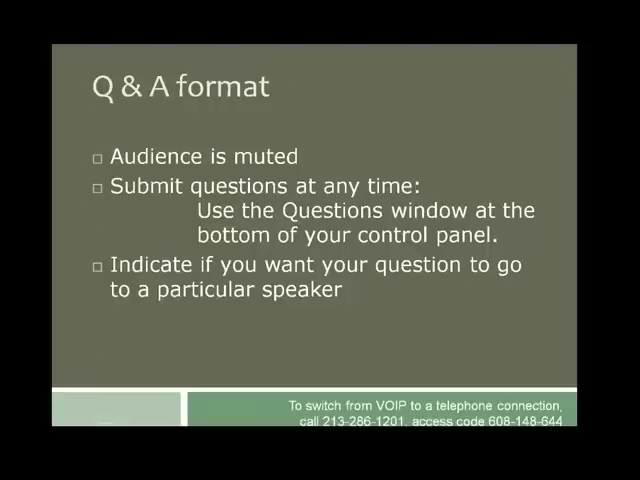 Q & A format
□ Audience is muted
□ Submit questions at any time:
Use the Questions window at the
bottom of your control panel.
□ Indicate if you want your question to go
to a particular speaker
To switch from VOIP to a telephone connection,
call 213-286-1201, access code 608-148-644